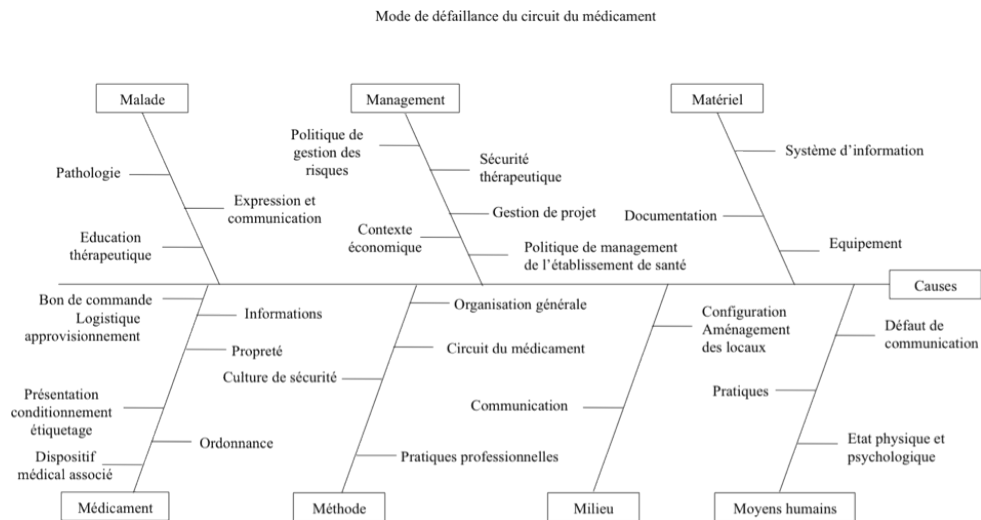 Mode de défaillance du circuit du médicament
Malade
Management
Matériel
Pathologie
Expression et
communication
Education
thérapeutique
Politique de
gestion des
risques
Sécurité
thérapeutique
Gestion de projet
Contexte
économique
Politique de management
de l'établissement de santé
Système d'information
Documentation
Equipement
Causes
Bon de commande
Logistique
approvisionnement
Informations
Propreté
Présentation
conditionnement
étiquetage
Ordonnance
Dispositif
médical associé
Organisation générale
Circuit du médicament
Culture de sécurité
Pratiques professionnelles
Configuration
Aménagement
des locaux
Communication
Défaut de
communication
Pratiques
Etat physique et
psychologique
Médicament
Méthode
Milieu
Moyens humains